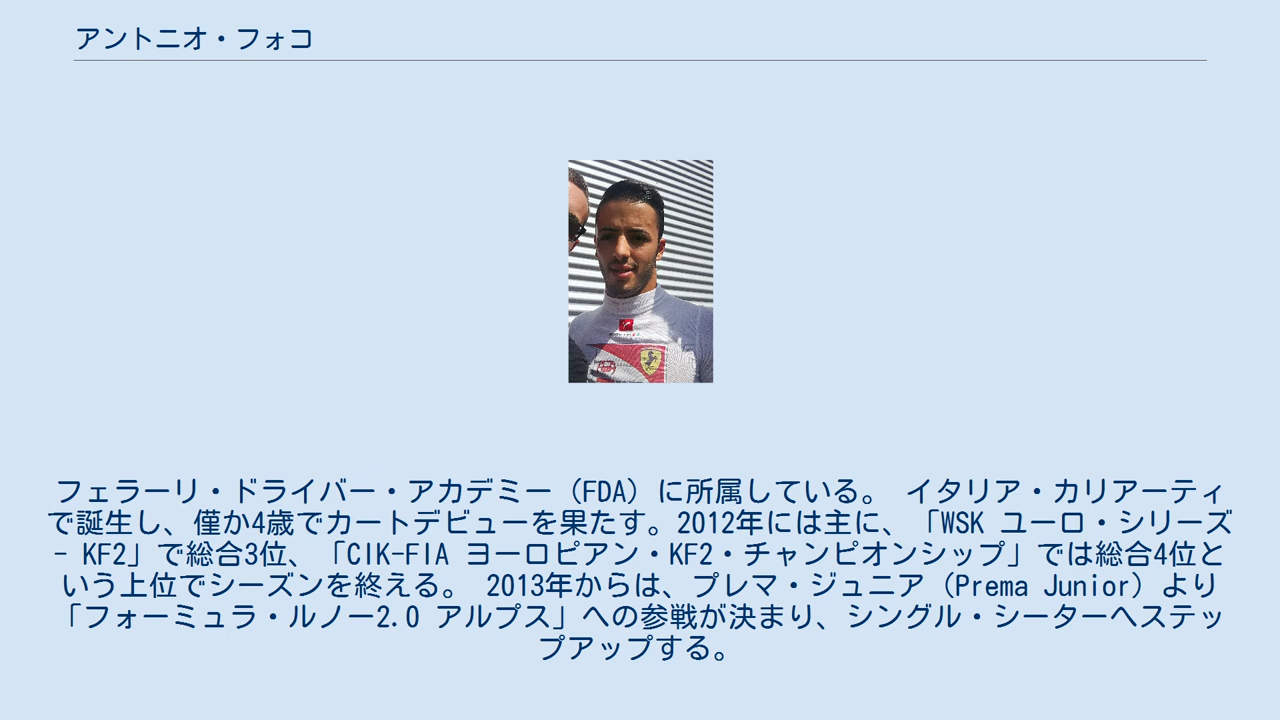 アントニオ・フォコ
フェラーリ・ドライバー・アカデミー（FDA）に所属している。 イタリア・カリアーティ
で誕生し、僅か4歳でカートデビューを果たす。2012年には主に、「WSK ユーロ・シリーズ
- KF2」で総合3位、「CIK-FIA ヨーロピアン・KF2・チャンピオンシップ」では総合4位と
いう上位でシーズンを終える。 2013年からは、プレマ・ジュニア（Prema Junior）より
「フォーミュラ・ルノー2.0 アルプス」への参戦が決まり、シングル・シーターへステッ
プアップする。